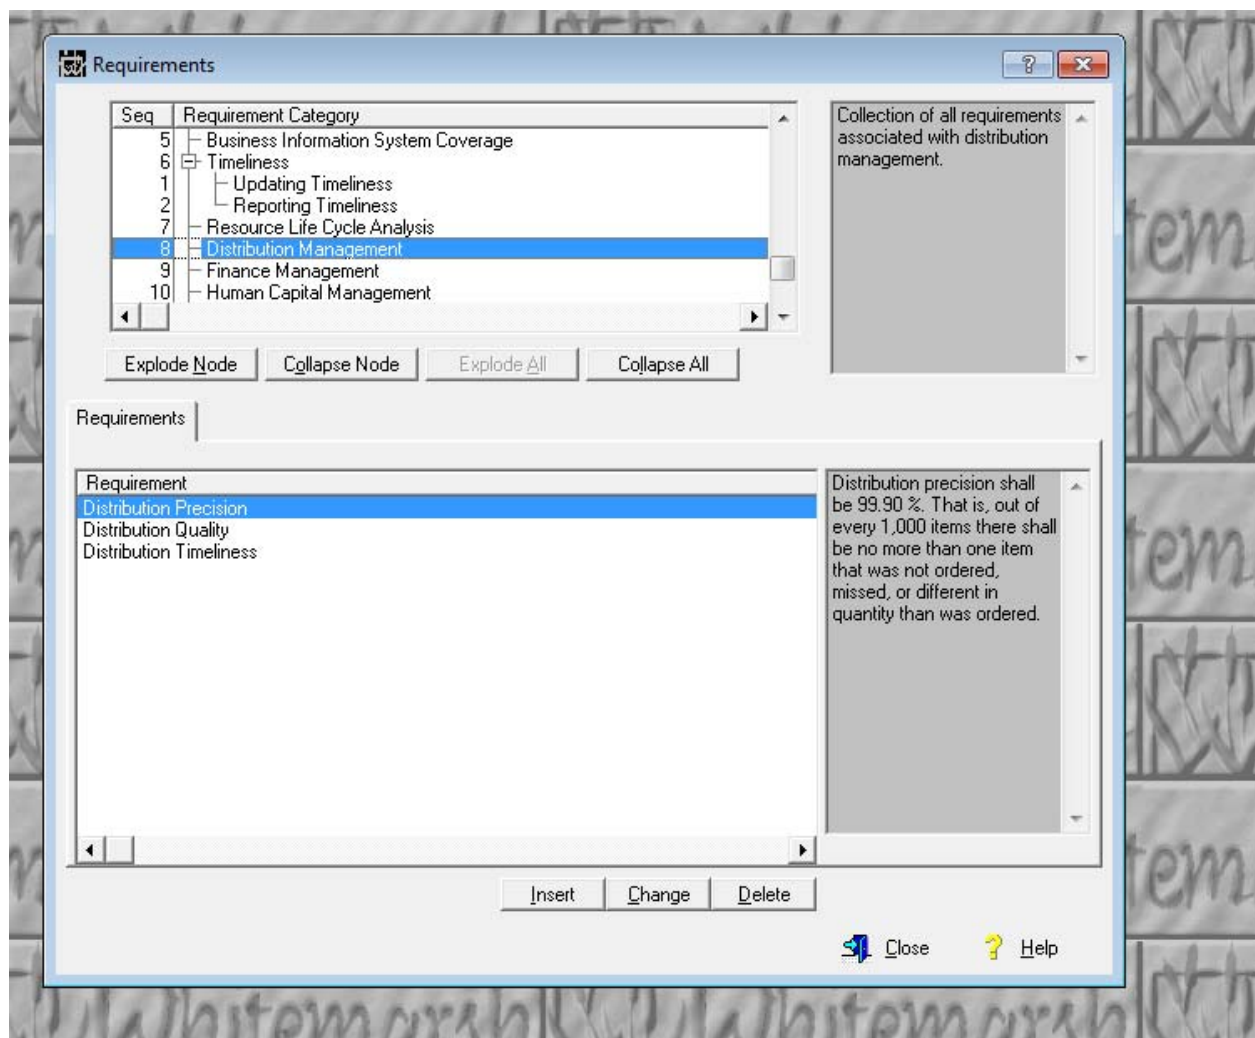 Requirements
Seq Requirement Category
5 Business Information System Coverage
6 Timeliness
1 Updating Timeliness
2 Reporting Timeliness
7 Resource Life Cycle Analysis
8 Distribution Management
9 Finance Management
10 Human Capital Management
Collection of all requirements
associated with distribution
management.
Explode Node Collapse Node Explode All Collapse All
Requirements
Requirement
Distribution Precision
Distribution Quality
Distribution Timeliness
Distribution precision shall
be 99.90 %. That is, out of
every 1,000 items there shall
be no more than one item
that was not ordered,
missed, or different in
quantity than was ordered.
Insert Change Delete
Close ? Help
Whitemarsh Whitemarsh